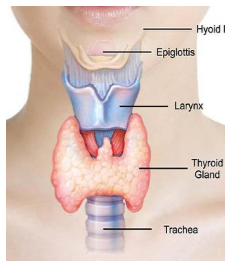 Hyoid
Epiglottis
Larynx
Thyroid
Gland
Trachea